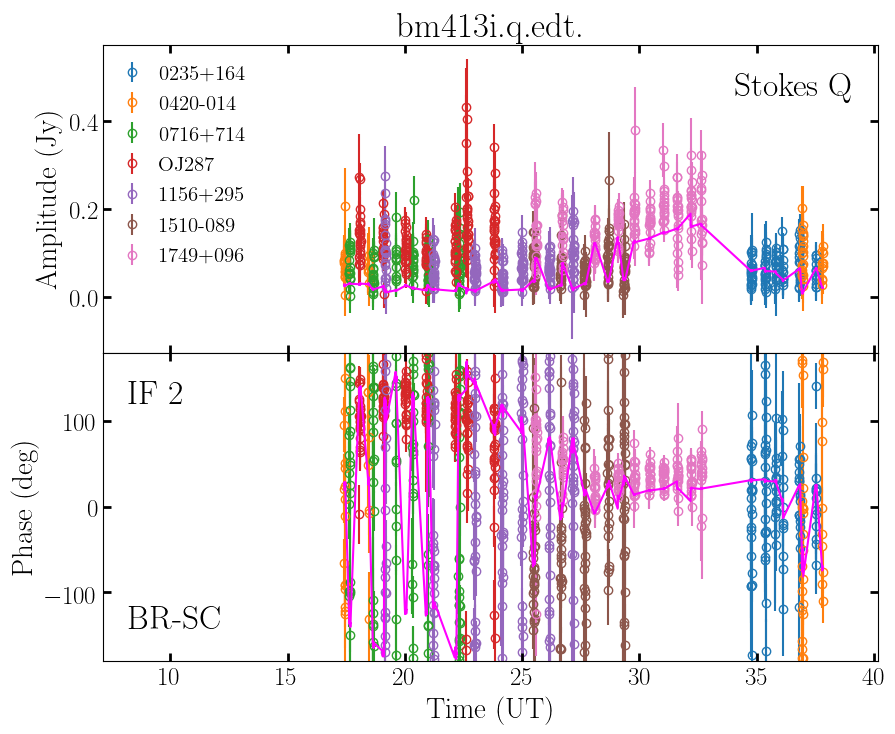 bm413i.q.edt.
Stokes Q
0235+164
0420-014
0716+714
OJ287
1156+295
1510-089
1749+096
Amplitude (Jy)
0.4
0.2
0.0
IF 2
BR-SC
Phase (deg)
100
0
−100
10 15 20 25 30 35 40
Time (UT)